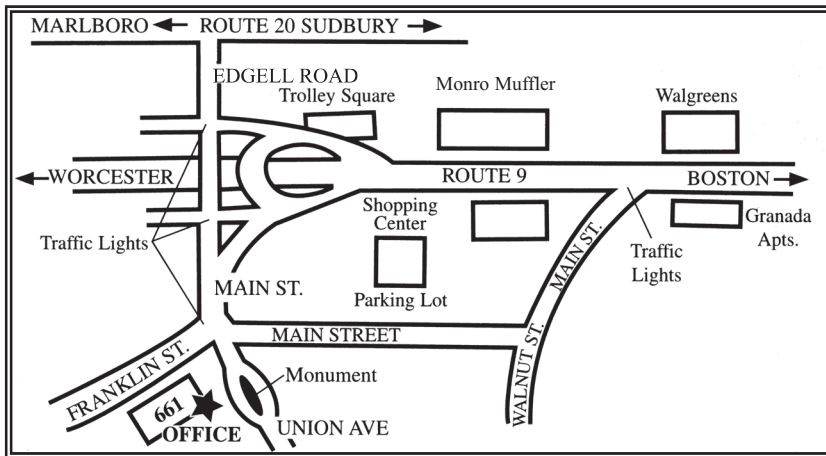 MARLBORO ROUTE 20 SUDBURY
EDGELL ROAD
Trolley Square
Monro Muffler
Walgreens
WORCESTER
ROUTE 9
BOSTON
Shopping
Center
Granada
Apts.
Traffic Lights
Traffic
Lights
MAIN ST.
MAIN ST.
Parking Lot
MAIN STREET
WALNUT ST.
FRANKLIN ST.
Monument
661
OFFICE
UNION AVE